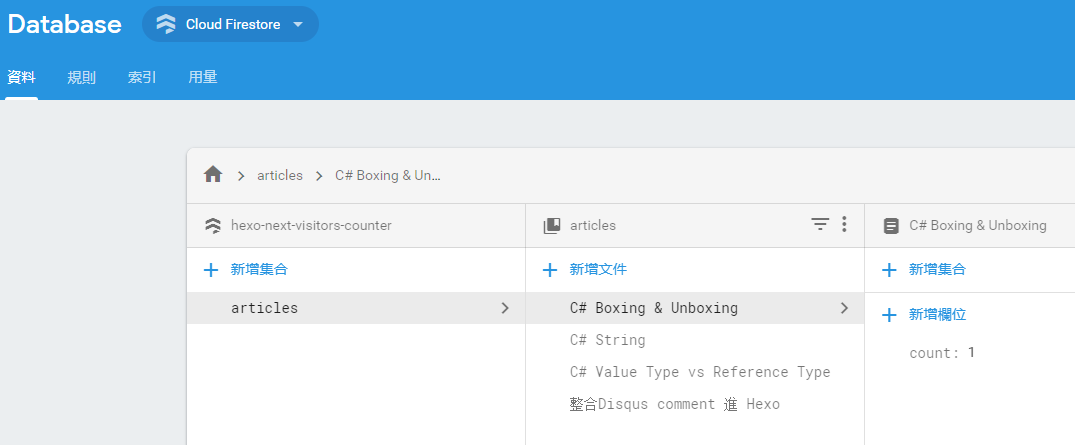 Database Cloud Firestore
資料 規則 索引 用量
articles C# Boxing & Un...
hexo-next-visitors-counter articles C# Boxing & Unboxing
新增集合 新增文件 新增集合
articles C# Boxing & Unboxing 新增欄位
C# String
count: 1
C# Value Type vs Reference Type
整合Disqus comment 進 Hexo